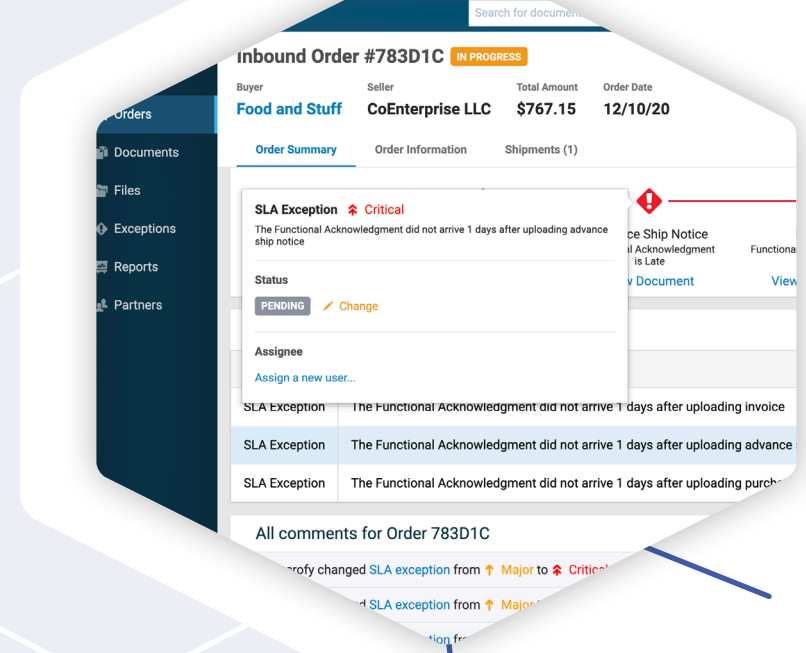 Search for
Inbound Order #783D1C IN PROGRESS
Buyer Seller Total Amount Order Date
Food and Stuff CoEnterprise LLC $767.15 12/10/20
Order Summary Order Information Shipments (1)
Orders
Documents
Files
Exceptions
Reports
Partners
SLA Exception Critical
The Functional Acknowledgment did not arrive 1 days after uploading advance
ship notice
Status
PENDING Change
Assignee
Assign a new user...
Ship Notice
Acknowledgment
is Late
Document
View
SLA Exception The Functional Acknowledgment did not arrive 1 days after uploading invoice
SLA Exception The Functional Acknowledgment did not arrive 1 days after uploading advance
SLA Exception The Functional Acknowledgment did not arrive 1 days after uploading
All comments for Order 783D1C
changed SLA exception from Major to Critical
SLA exception from Major